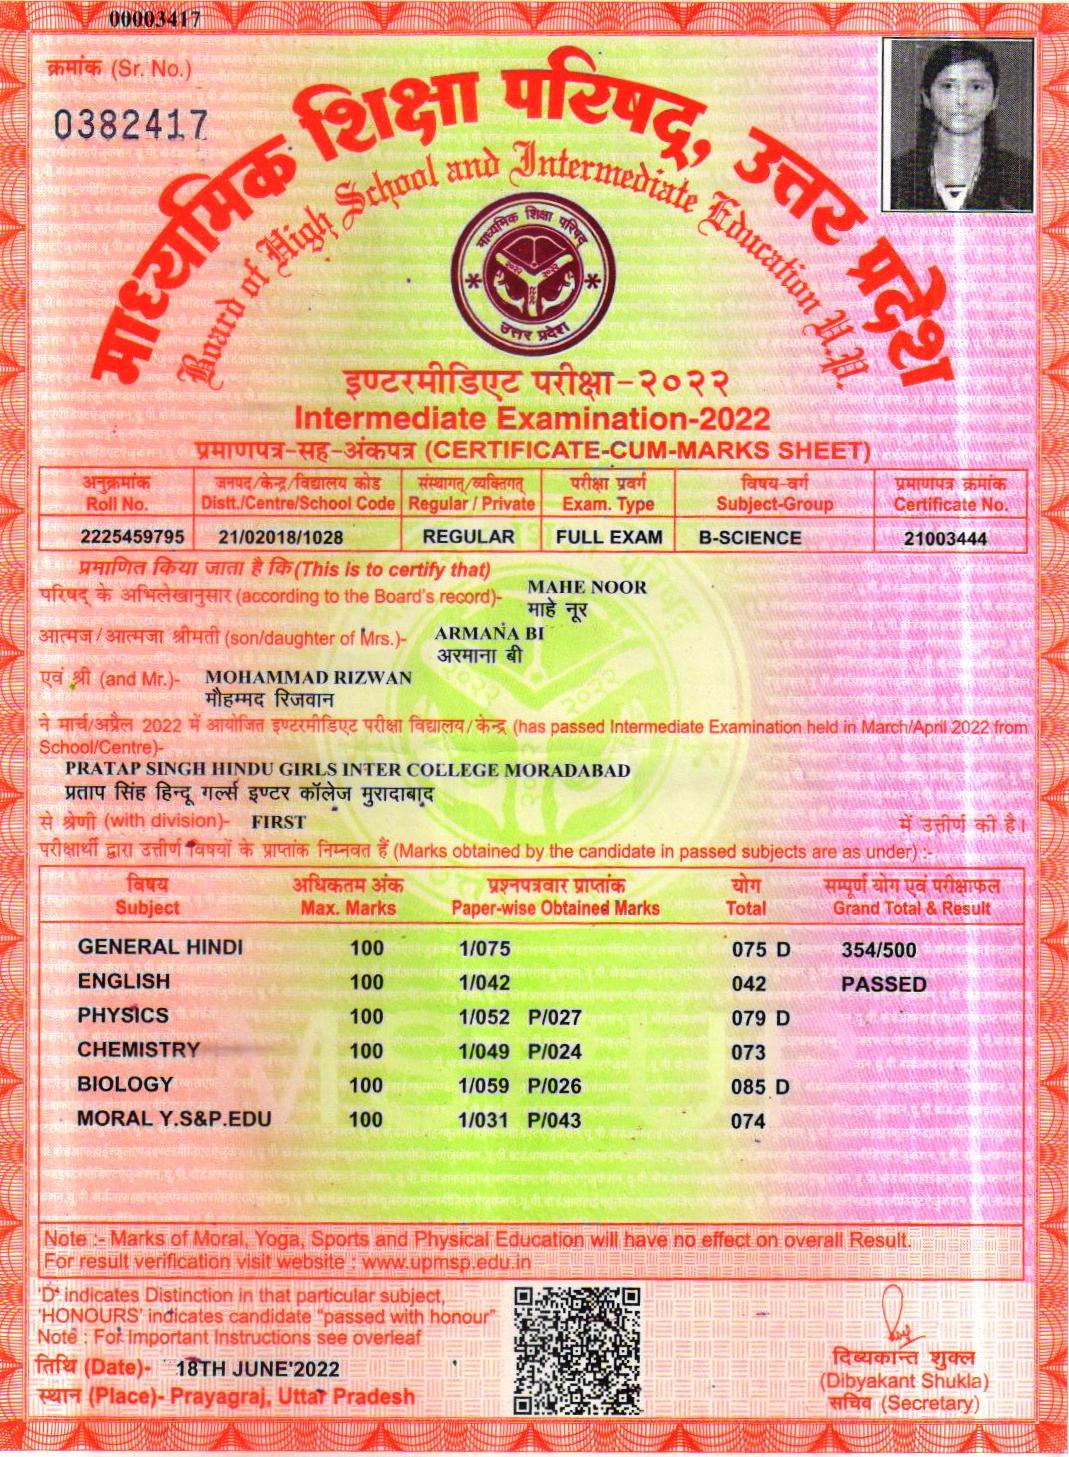 00003417
क्रमांक (Sr. No.)
0382417
माध्यमिक शिक्षा परिषद्, उत्तर प्रदेश
Board of High School and Intermediate Education U.P.
माध्यमिक शिक्षा परिषद
उत्तर प्रदेश
इण्टरमीडिएट परीक्षा-२०२२
Intermediate Examination-2022
प्रमाणपत्र-सह-अंकपत्र (CERTIFICATE-CUM-MARKS SHEET)
अनुक्रमांक जनपद/केन्द्र/विद्यालय कोड संस्थागत्/व्यक्तिगत् परीक्षा प्रवर्ग विषय-वर्ग प्रमाणपत्र क्रमांक
Roll No. Distt./Centre/School Code Regular / Private Exam. Type Subject-Group Certificate No.
2225459795 21/02018/1028 REGULAR FULL EXAM B-SCIENCE 21003444
प्रमाणित किया जाता है कि (This is to certify that)
MAHE NOOR
परिषद् के अभिलेखानुसार (according to the Board's record)- माहे नूर
आत्मज/आत्मजा श्रीमती (son/daughter of Mrs.)- ARMANA BI
अरमाना बी
एवं श्री (and Mr.)- MOHAMMAD RIZWAN
मौहम्मद रिजवान
ने मार्च/अप्रैल 2022 में आयोजित इण्टरमीडिएट परीक्षा विद्यालय/केन्द्र (has passed Intermediate Examination held in March/April 2022 from
School/Centre)-
PRATAP SINGH HINDU GIRLS INTER COLLEGE MORADABAD
प्रताप सिंह हिन्दू गर्ल्स इण्टर कॉलेज मुरादाबाद
से श्रेणी (with division)- FIRST में उत्तीर्ण की है।
परीक्षार्थी द्वारा उत्तीर्ण विषयों के प्राप्तांक निम्नवत हैं (Marks obtained by the candidate in passed subjects are as under) :-
विषय अधिकतम अंक प्रश्नपत्रवार प्राप्तांक योग सम्पूर्ण योग एवं परीक्षाफल
Subject Max. Marks Paper-wise Obtained Marks Total Grand Total & Result
GENERAL HINDI 100 1/075 075 D 354/500
ENGLISH 100 1/042 042 PASSED
PHYSICS 100 1/052 P/027 079 D
CHEMISTRY 100 1/049 P/024 073
BIOLOGY 100 1/059 P/026 085 D
MORAL Y.S&P.EDU 100 1/031 P/043 074
Note :- Marks of Moral, Yoga, Sports and Physical Education will have no effect on overall Result.
For result verification visit website : www.upmsp.edu.in
'D' indicates Distinction in that particular subject,
'HONOURS' indicates candidate "passed with honour"
Note : For Important Instructions see overleaf
तिथि (Date)- 18TH JUNE'2022
स्थान (Place)- Prayagraj, Uttar Pradesh
दिव्यकान्त शुक्ल
(Dibyakant Shukla)
सचिव (Secretary)